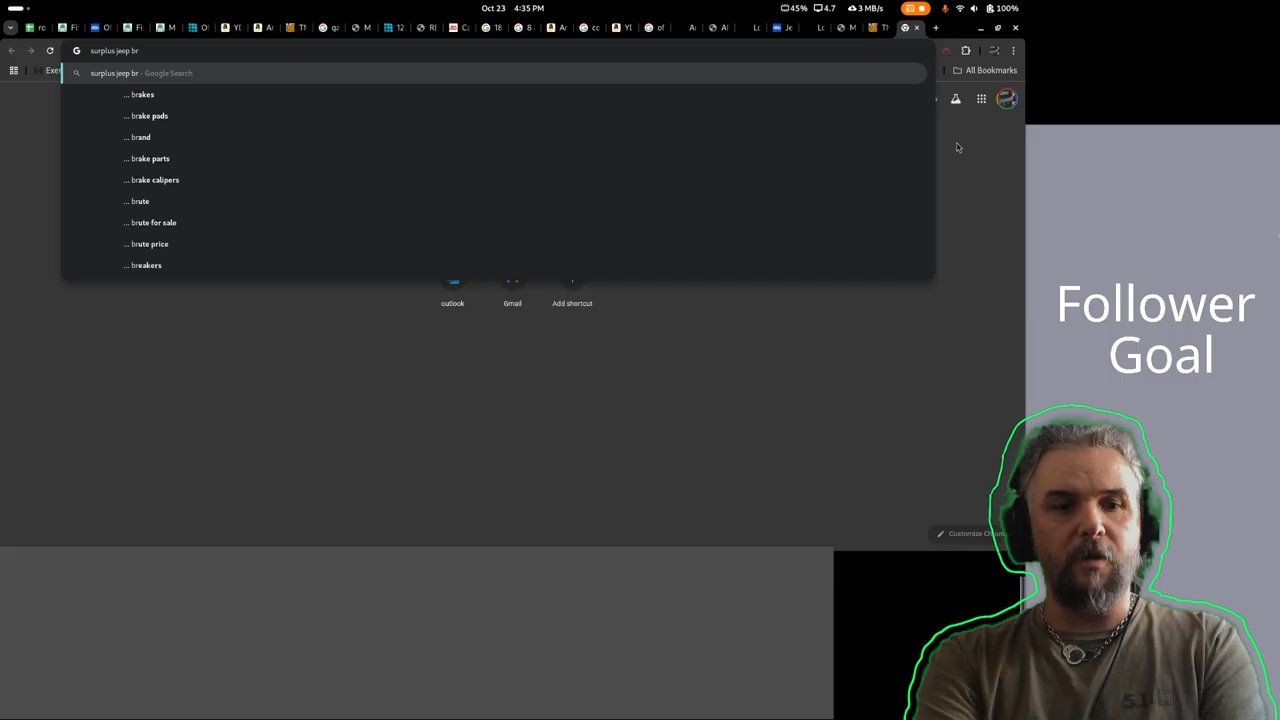 Oct 23 4:35 PM
45% 4.7 3 MB/s 100%
surplus jeep br
surplus jeep br - Google Search
... brakes
... brake pads
... brand
... brake parts
... brake calipers
... brute
... brute for sale
... brute price
... breakers
All Bookmarks
outlook Gmail Add shortcut
Customize Chrom
Follower
Goal